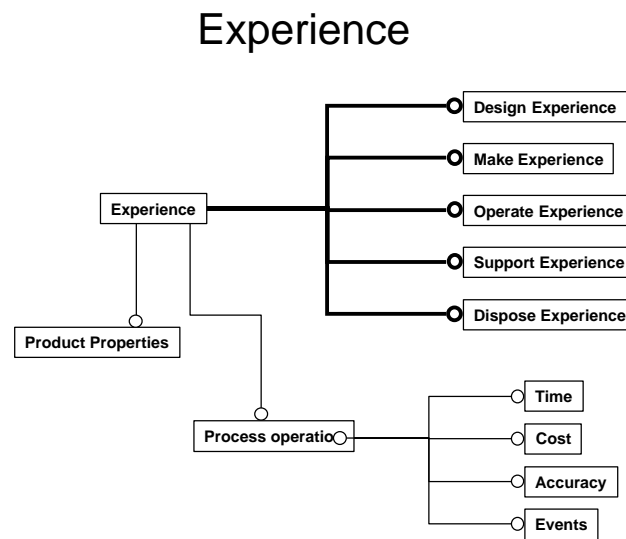 Experience
Design Experience
Make Experience
Experience
Operate Experience
Support Experience
Dispose Experience
Product Properties
Process operatio
Time
Cost
Accuracy
Events